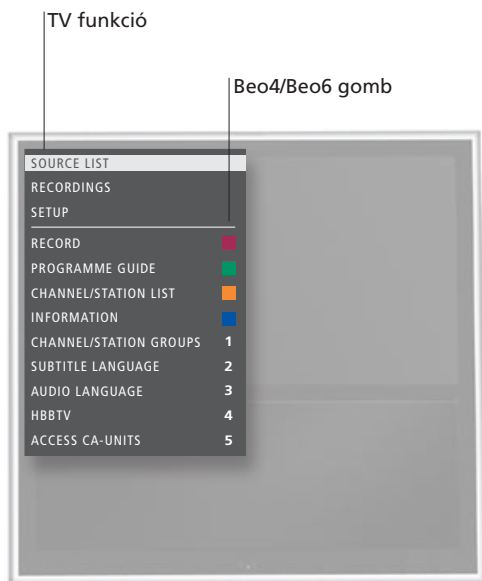 TV funkció
Beo4/Beo6 gomb
SOURCE LIST
RECORDINGS
SETUP
RECORD
PROGRAMME GUIDE
CHANNEL/STATION LIST
INFORMATION
CHANNEL/STATION GROUPS 1
SUBTITLE LANGUAGE 2
AUDIO LANGUAGE 3
HBBTV 4
ACCESS CA-UNITS 5